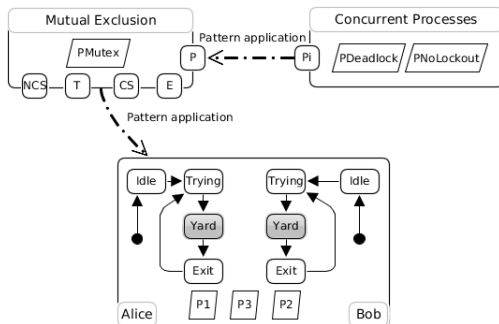 Mutual Exclusion
Concurrent Processes
Pattern application
PMutex
P
Pi
PDeadlock
PNoLockout
NCS
T
CS
E
Pattern application
Idle
Trying
Trying
Idle
Yard
Yard
Exit
Exit
P1
P3
P2
Alice
Bob